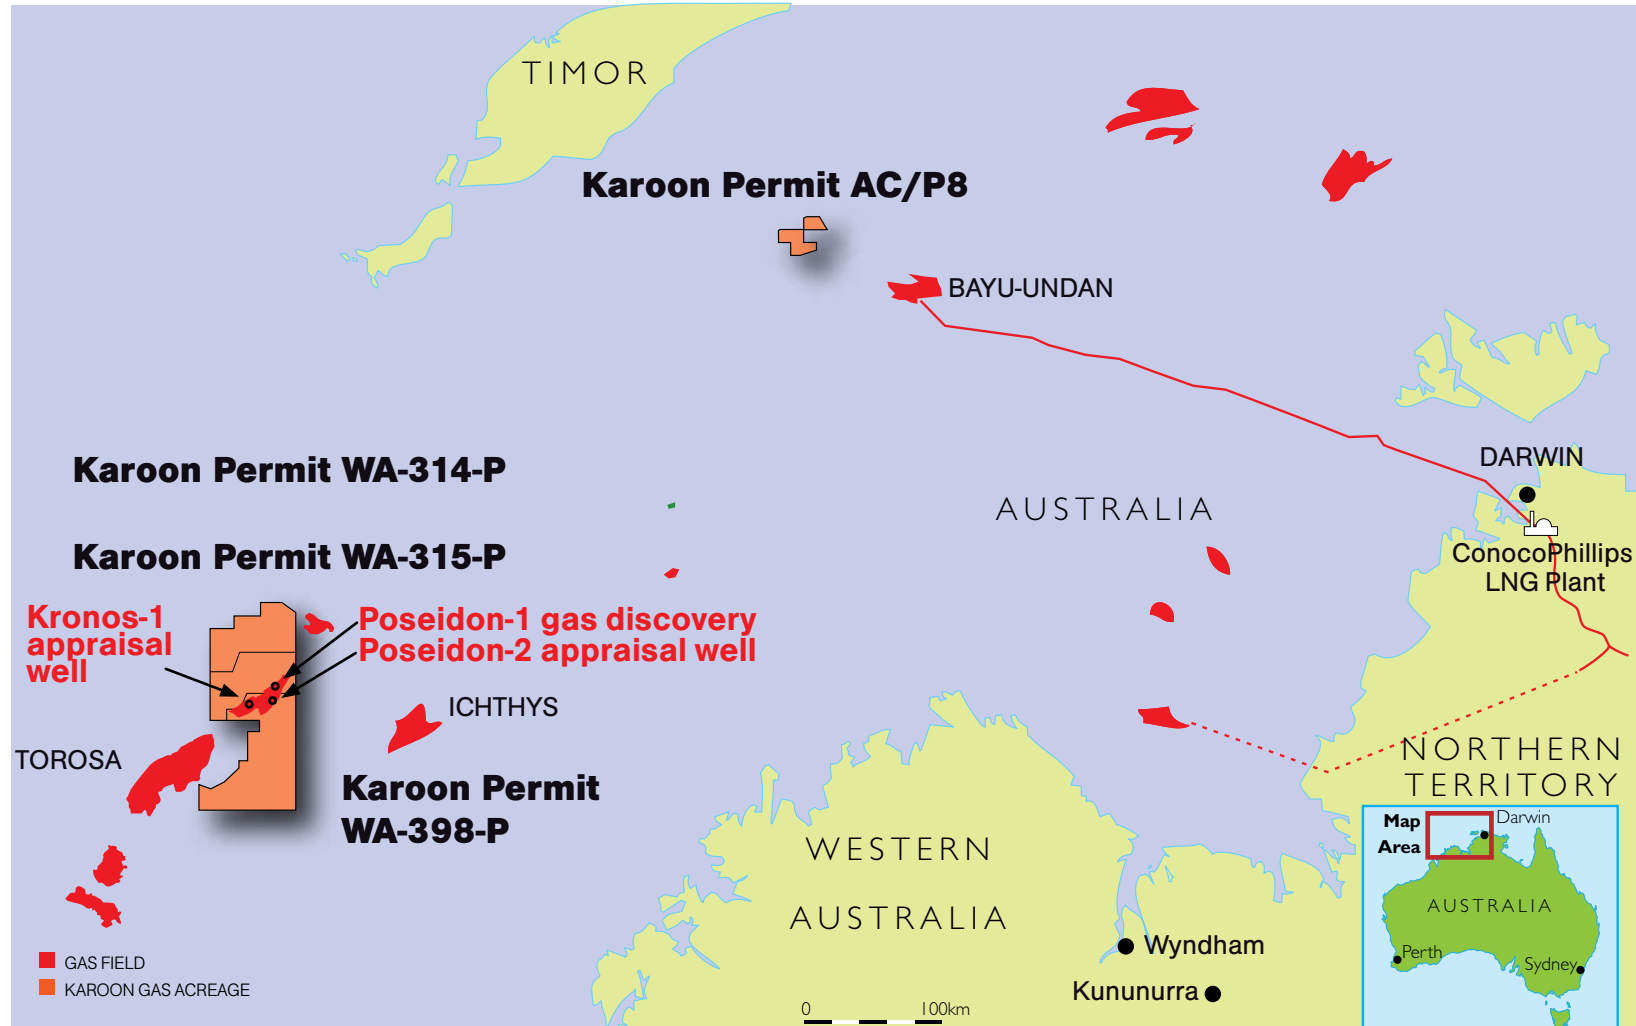 TIMOR
Karoon Permit AC/P8
BAYU-UNDAN
DARWIN
Karoon Permit WA-314-P
AUSTRALIA
Karoon Permit WA-315-P
ConocoPhillips
LNG Plant
Kronos-1
appraisal
well
Poseidon-1 gas discovery
Poseidon-2 appraisal well
ICHTHYS
TOROSA
Karoon Permit
WA-398-P
NORTHERN
TERRITORY
WESTERN
AUSTRALIA
Wyndham
Kununurra
GAS FIELD
KAROON GAS ACREAGE
0 100km
Map
Area
Darwin
AUSTRALIA
Perth
Sydney